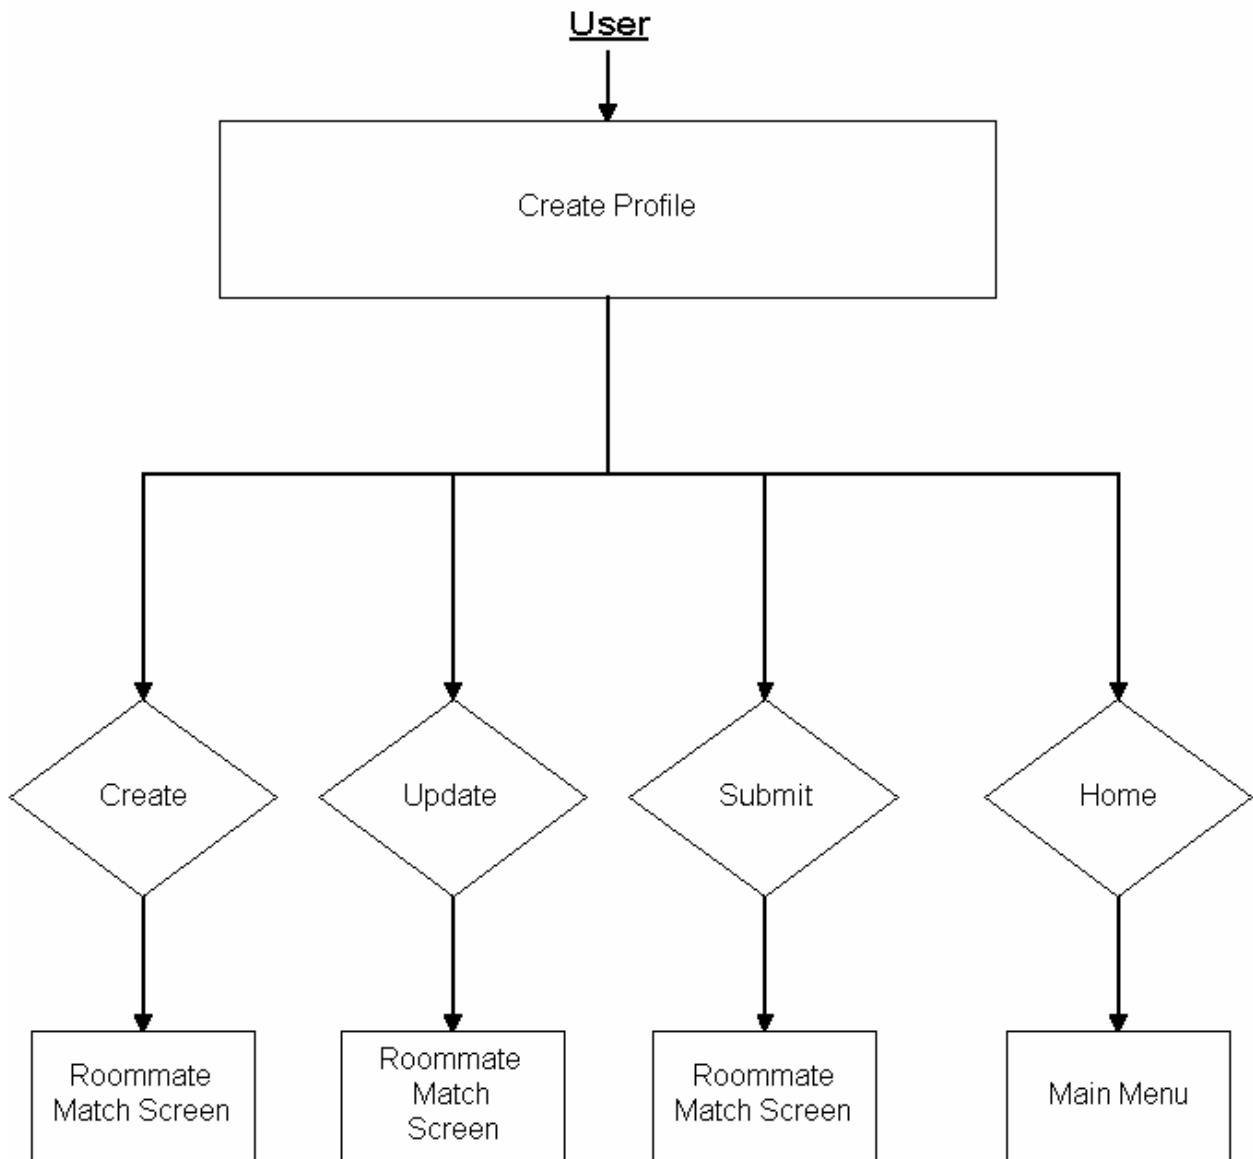 User
Create Profile
Create
Update
Submit
Home
Roommate
Match Screen
Roommate
Match
Screen
Roommate
Match Screen
Main Menu